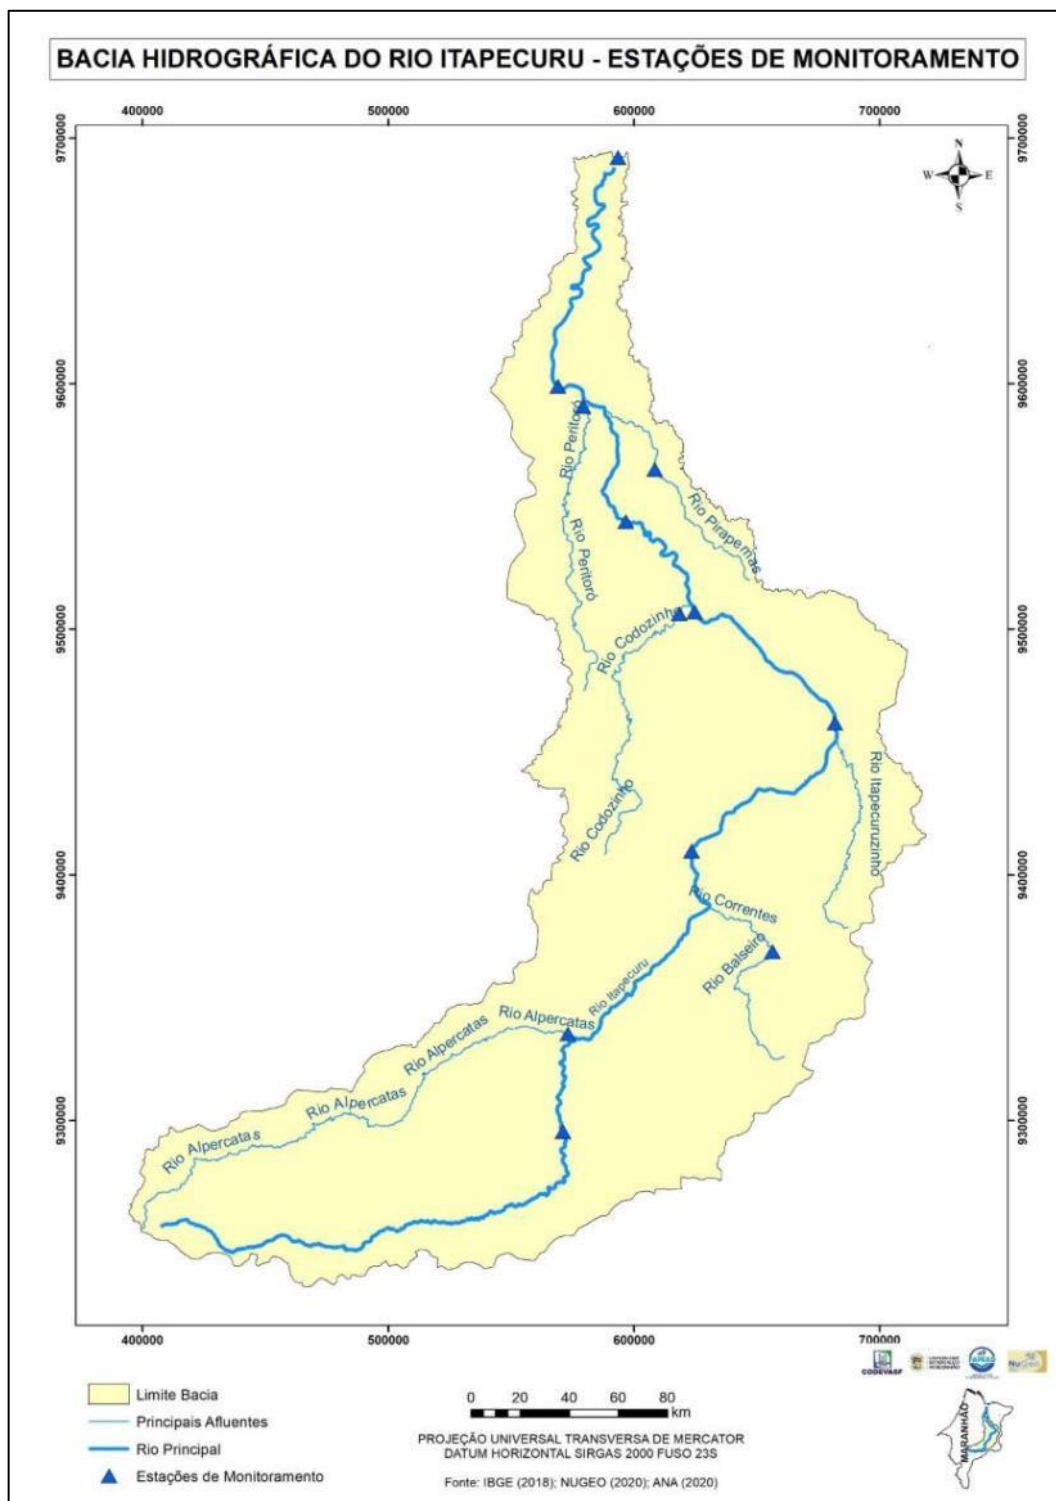 BACIA HIDROGRÁFICA DO RIO ITAPECURU - ESTAÇÕES DE MONITORAMENTO
400000
500000
600000
700000
9700000
9700000
N
W
E
S
9600000
9600000
Rio Peritoró
Rio Pirapemas
Rio Peritoró
9500000
9500000
Rio Codozinho
Rio Itapecuruzinho
Rio Codozinho
9400000
9400000
Rio Correntes
Rio Balseiro
Rio Itapecuru
Rio Alpercatas
Rio Alpercatas
Rio Alpercatas
Rio Alpercatas
9300000
9300000
400000
500000
600000
700000
CODEVASF
NuGeo
Limite Bacia
Principais Afluentes
Rio Principal
Estações de Monitoramento
0 20 40 60 80
km
PROJEÇÃO UNIVERSAL TRANSVERSA DE MERCATOR
DATUM HORIZONTAL SIRGAS 2000 FUSO 23S
Fonte: IBGE (2018); NUGEO (2020); ANA (2020)
MARANHÃO